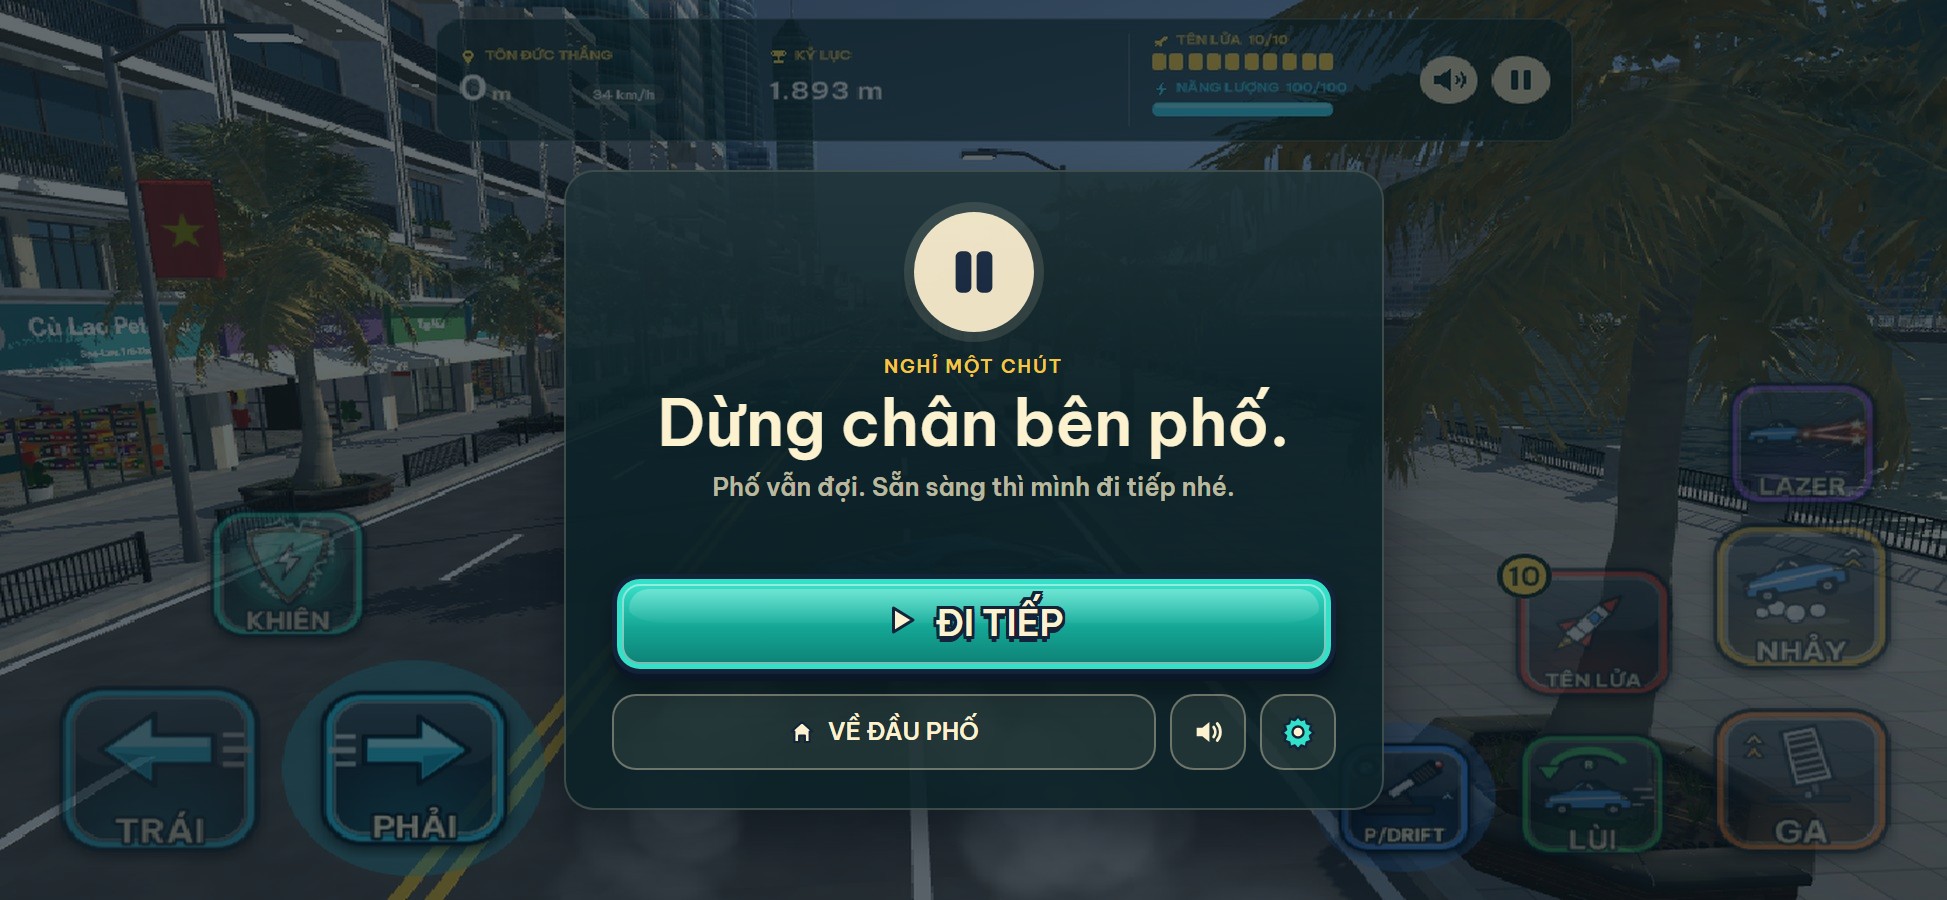 TÔN ĐỨC THẮNG
0 m
34 km/h
KỶ LỤC
1.893 m
TÊN LỬA 10/10
NĂNG LƯỢNG 100/100
Cù Lao Pet
NGHỈ MỘT CHÚT
Dừng chân bên phố.
Phố vẫn đợi. Sẵn sàng thì mình đi tiếp nhé.
ĐI TIẾP
VỀ ĐẦU PHỐ
KHIÊN
TRÁI
PHẢI
LAZER
10
TÊN LỬA
NHẢY
P/DRIFT
R
LÙI
GA